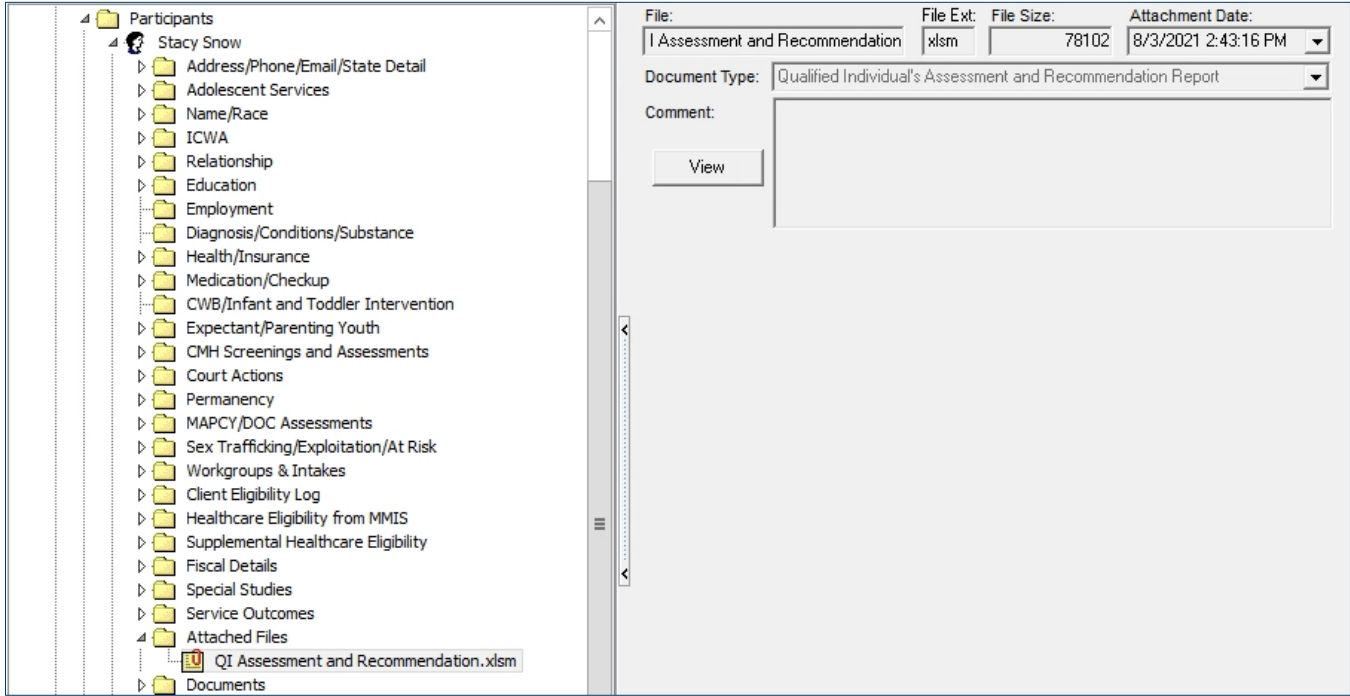 Participants
Stacy Snow
Address/Phone/Email/State Detail
Adolescent Services
Name/Race
ICWA
Relationship
Education
Employment
Diagnosis/Conditions/Substance
Health/Insurance
Medication/Checkup
CWB/Infant and Toddler Intervention
Expectant/Parenting Youth
CMH Screenings and Assessments
Court Actions
Permanency
MAPCY/DOC Assessments
Sex Trafficking/Exploitation/At Risk
Workgroups & Intakes
Client Eligibility Log
Healthcare Eligibility from MMIS
Supplemental Healthcare Eligibility
Fiscal Details
Special Studies
Service Outcomes
Attached Files
QI Assessment and Recommendation.xlsm
Documents
File: File Ext: File Size: Attachment Date:
I Assessment and Recommendation xlsm 78102 8/3/2021 2:43:16 PM
Document Type: Qualified Individual's Assessment and Recommendation Report
Comment:
View